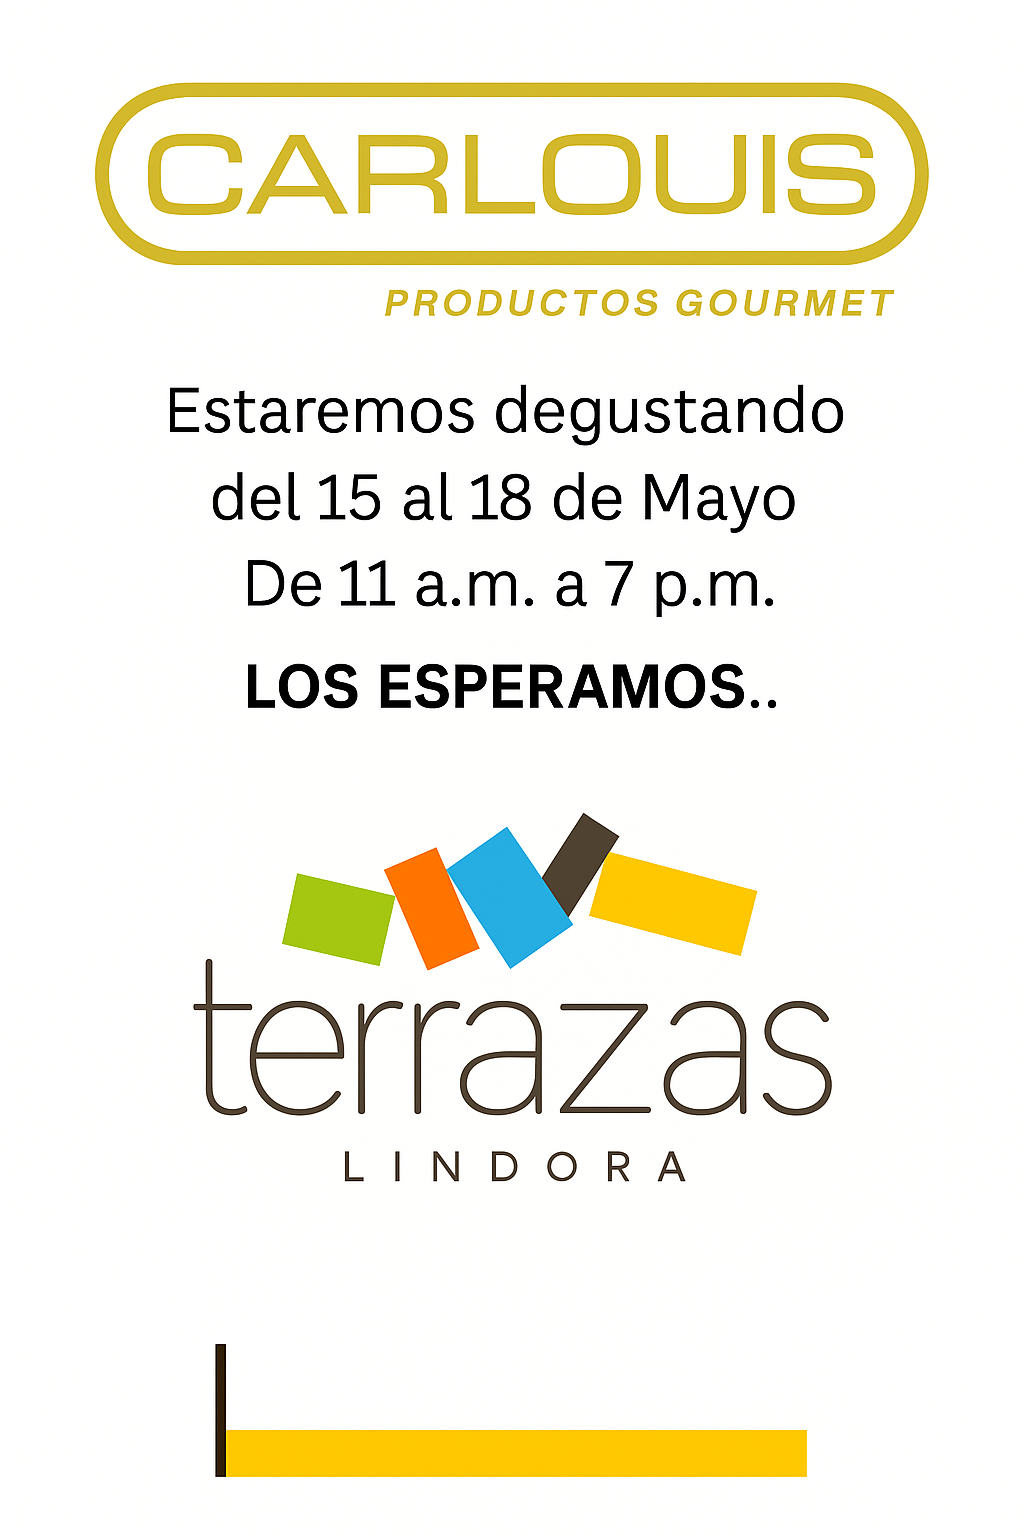 CARLOUIS
PRODUCTOS GOURMET
Estaremos degustando
del 15 al 18 de Mayo
De 11 a.m. a 7 p.m.
LOS ESPERAMOS..
terrazas
LINDORA